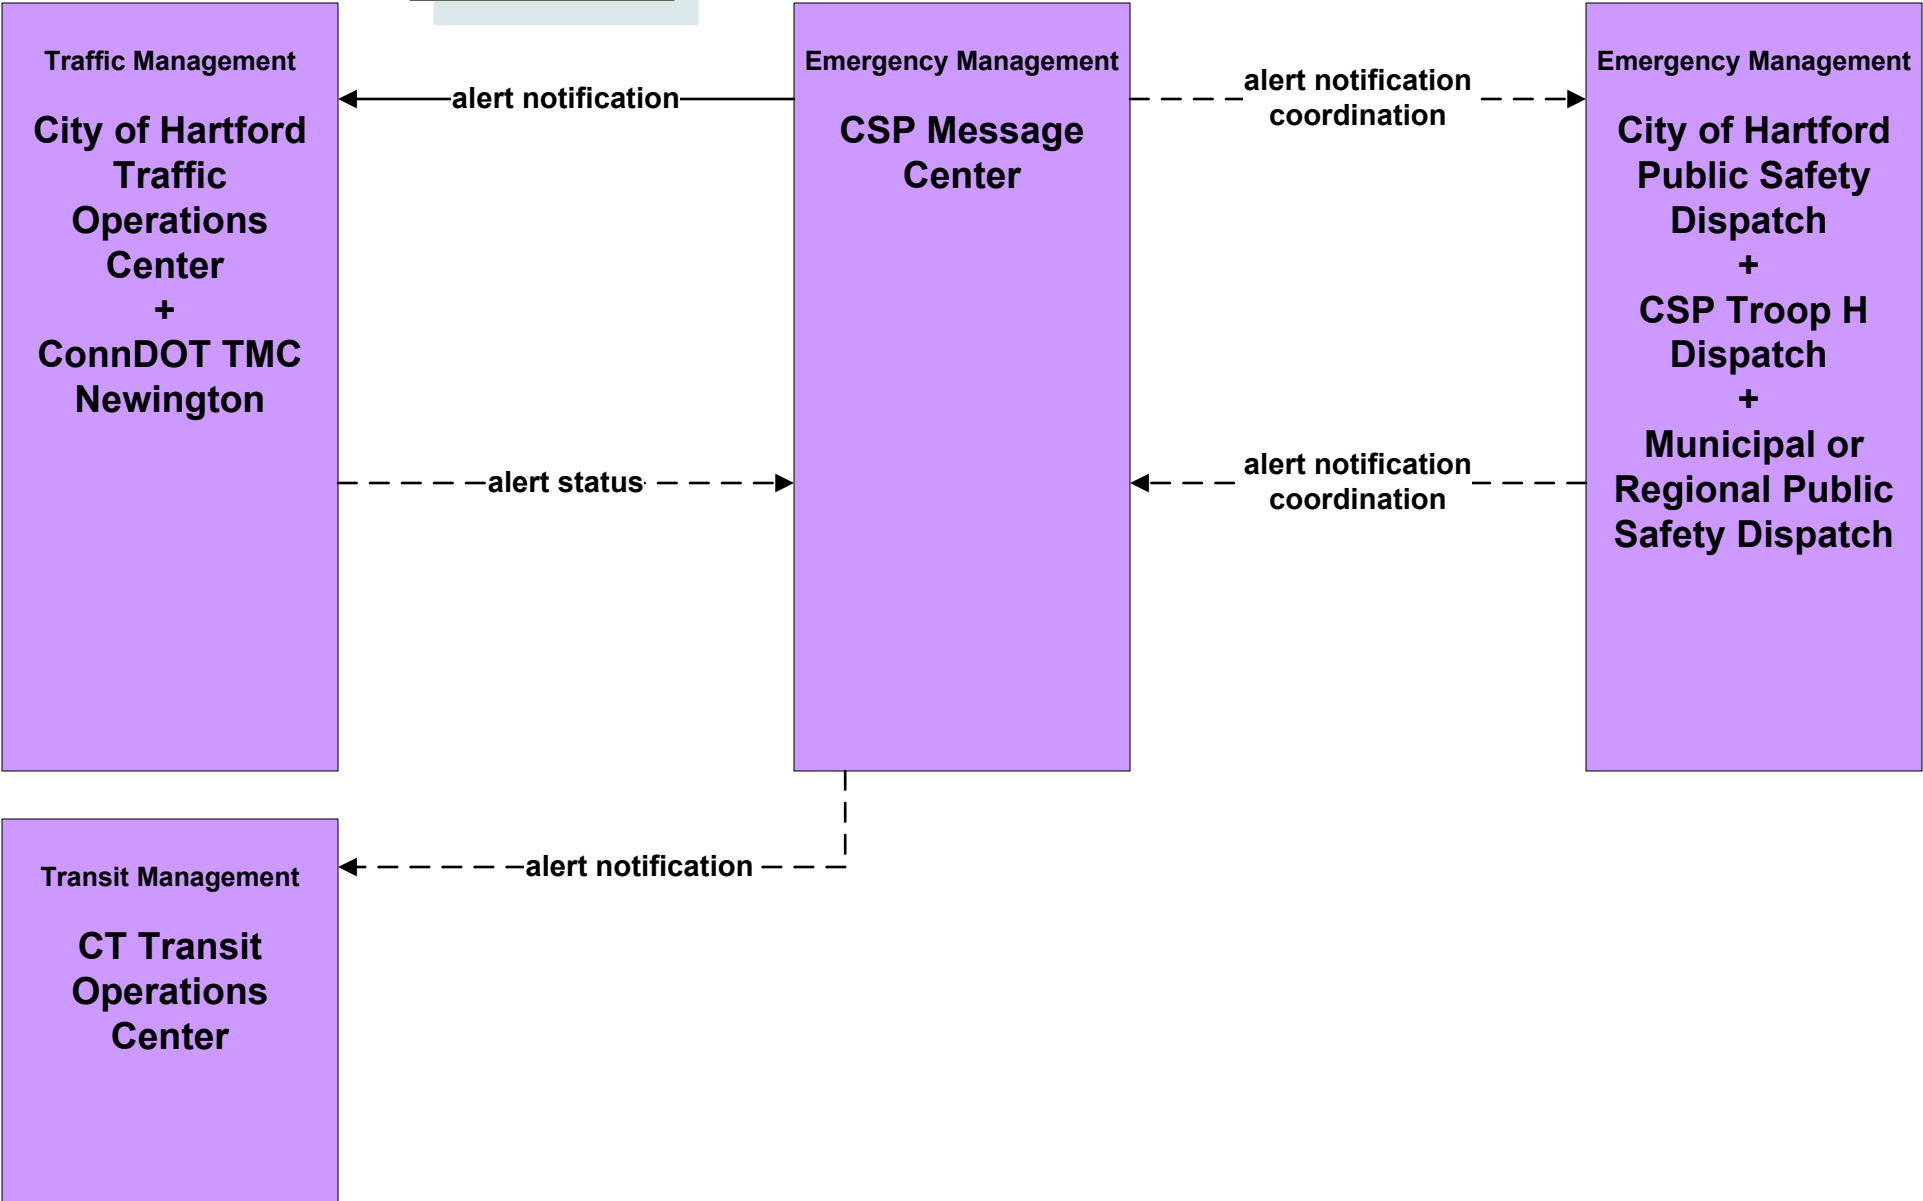 Traffic Management
City of Hartford
Traffic
Operations
Center
+
ConnDOT TMC
Newington
alert notification
Emergency Management
CSP Message
Center
alert notification
coordination
Emergency Management
City of Hartford
Public Safety
Dispatch
+
CSP Troop H
Dispatch
+
Municipal or
Regional Public
Safety Dispatch
alert status
alert notification
coordination
Transit Management
CT Transit
Operations
Center
alert notification